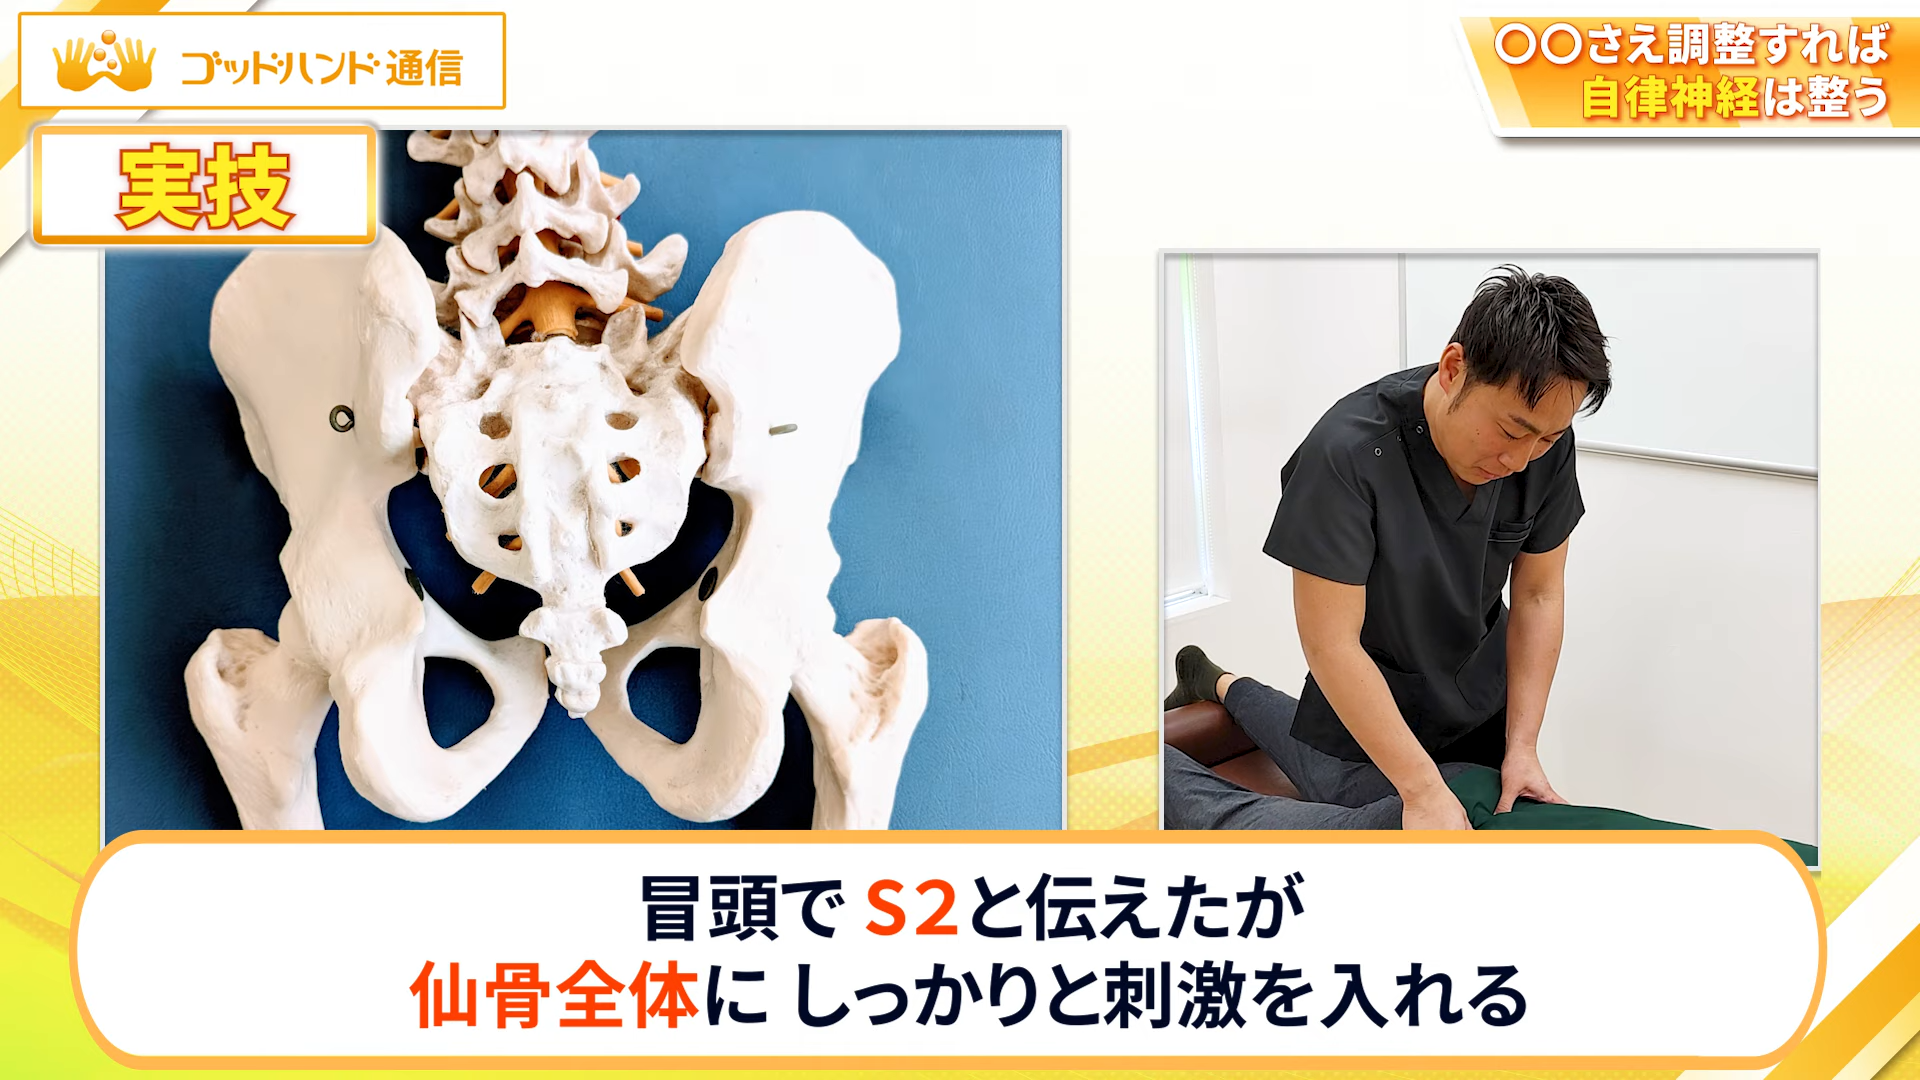 ゴッドハンド通信
〇〇さえ調整すれば
自律神経は整う
実技
冒頭で S2と伝えたが
仙骨全体に しっかりと刺激を入れる